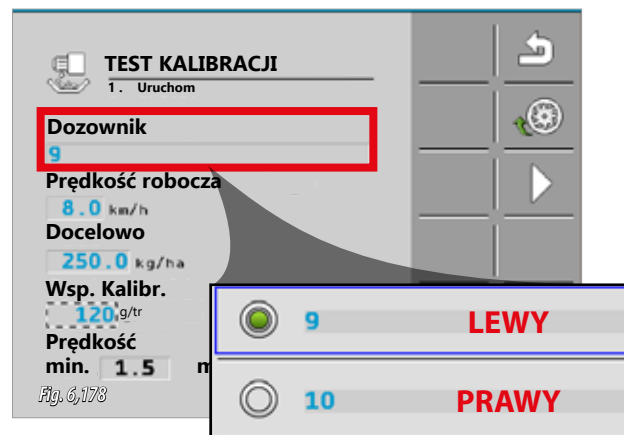 TEST KALIBRACJI
1. Uruchom
Dozownik
9
Prędkość robocza
8.0 km/h
Docelowo
250.0 kg/ha
Wsp. Kalibr.
120 g/tr
Prędkość
min. 1.5 m
9 LEWY
10 PRAWY
Fig. 6,178